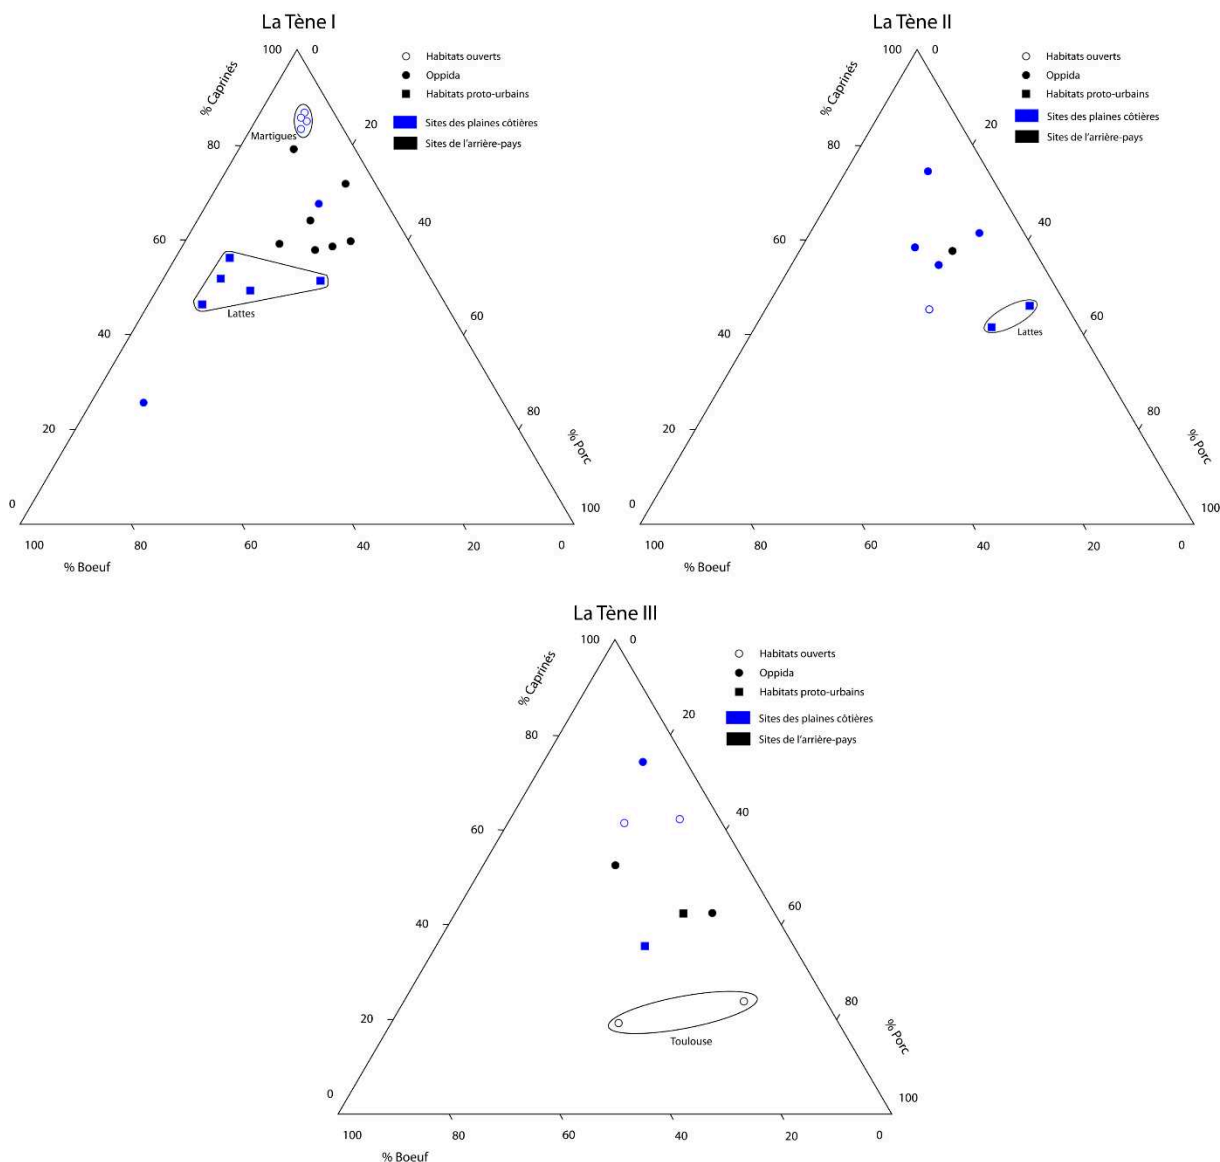 La Tène I
100
0
% Caprinés
Habitats ouverts
Oppida
Habitats proto-urbains
Sites des plaines côtières
Sites de l'arrière-pays
Martigues
20
80
40
60
Lattes
60
40
80
20
% Porc
0
100
100
80
60
40
20
0
% Boeuf
La Tène II
100
0
% Caprinés
Habitats ouverts
Oppida
Habitats proto-urbains
Sites des plaines côtières
Sites de l'arrière-pays
20
80
40
60
60
Lattes
40
80
20
% Porc
0
100
100
80
60
40
20
0
% Boeuf
La Tène III
100
0
% Caprinés
Habitats ouverts
Oppida
Habitats proto-urbains
Sites des plaines côtières
Sites de l'arrière-pays
20
80
40
60
60
40
80
20
Toulouse
% Porc
0
100
100
80
60
40
20
0
% Boeuf